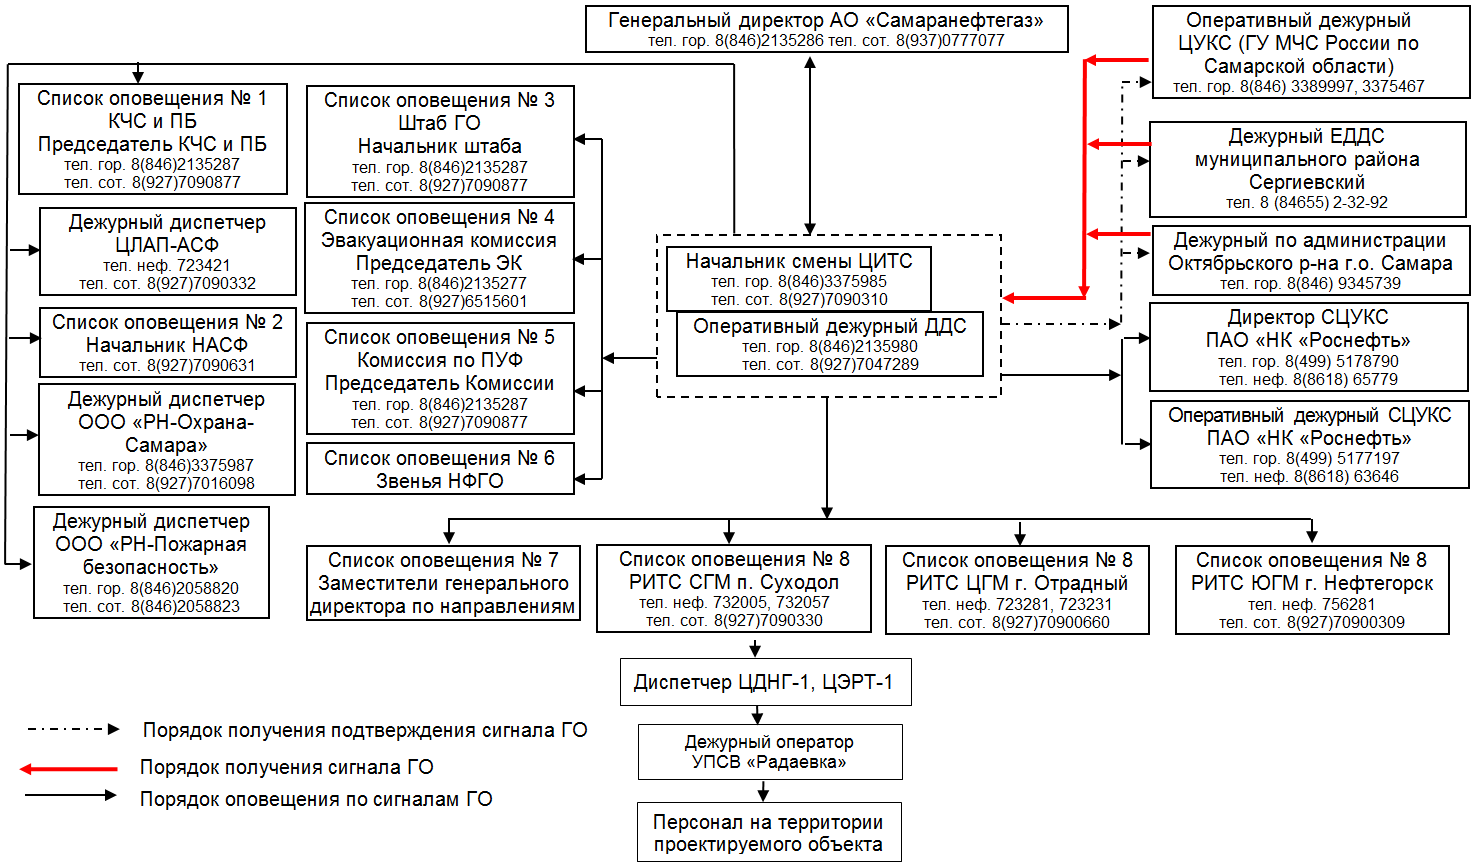 Генеральный директор АО «Самаранефтегаз»
тел. гор. 8(846)2135286 тел. сот. 8(937)0777077
Оперативный дежурный
ЦУКС (ГУ МЧС России по
Самарской области)
тел. гор. 8(846) 3389997, 3375467
Список оповещения № 1
КЧС и ПБ
Председатель КЧС и ПБ
тел. гор. 8(846)2135287
тел. сот. 8(927)7090877
Список оповещения № 3
Штаб ГО
Начальник штаба
тел. гор. 8(846)2135287
тел. сот. 8(927)7090877
Дежурный ЕДДС
муниципального района
Сергиевский
тел. 8 (84655) 2-32-92
Дежурный диспетчер
ЦЛАП-АСФ
тел. неф. 723421
тел. сот. 8(927)7090332
Список оповещения № 4
Эвакуационная комиссия
Председатель ЭК
тел. гор. 8(846)2135277
тел. сот. 8(927)6515601
Начальник смены ЦИТС
тел. гор. 8(846)3375985
тел. сот. 8(927)7090310
Оперативный дежурный ДДС
тел. гор. 8(846)2135980
тел. сот. 8(927)7047289
Дежурный по администрации
Октябрьского р-на г.о. Самара
тел. гор. 8(846) 9345739
Список оповещения № 2
Начальник НАСФ
тел. сот. 8(927)7090631
Список оповещения № 5
Комиссия по ПУФ
Председатель Комиссии
тел. гор. 8(846)2135287
тел. сот. 8(927)7090877
Директор СЦУКС
ПАО «НК «Роснефть»
тел. гор. 8(499) 5178790
тел. неф. 8(8618) 65779
Дежурный диспетчер
ООО «РН-Охрана-
Самара»
тел. гор. 8(846)3375987
тел. сот. 8(927)7016098
Список оповещения № 6
Звенья НФГО
Оперативный дежурный СЦУКС
ПАО «НК «Роснефть»
тел. гор. 8(499) 5177197
тел. неф. 8(8618) 63646
Дежурный диспетчер
ООО «РН-Пожарная
безопасность»
тел. гор. 8(846)2058820
тел. сот. 8(846)2058823
Список оповещения № 7
Заместители генерального
директора по направлениям
Список оповещения № 8
РИТС СГМ п. Суходол
тел. неф. 732005, 732057
тел. сот. 8(927)7090330
Список оповещения № 8
РИТС ЦГМ г. Отрадный
тел. неф. 723281, 723231
тел. сот. 8(927)70900660
Список оповещения № 8
РИТС ЮГМ г. Нефтегорск
тел. неф. 756281
тел. сот. 8(927)70900309
Диспетчер ЦДНГ-1, ЦЭРТ-1
Дежурный оператор
УПСВ «Радаевка»
Персонал на территории
проектируемого объекта
Порядок получения подтверждения сигнала ГО
Порядок получения сигнала ГО
Порядок оповещения по сигналам ГО